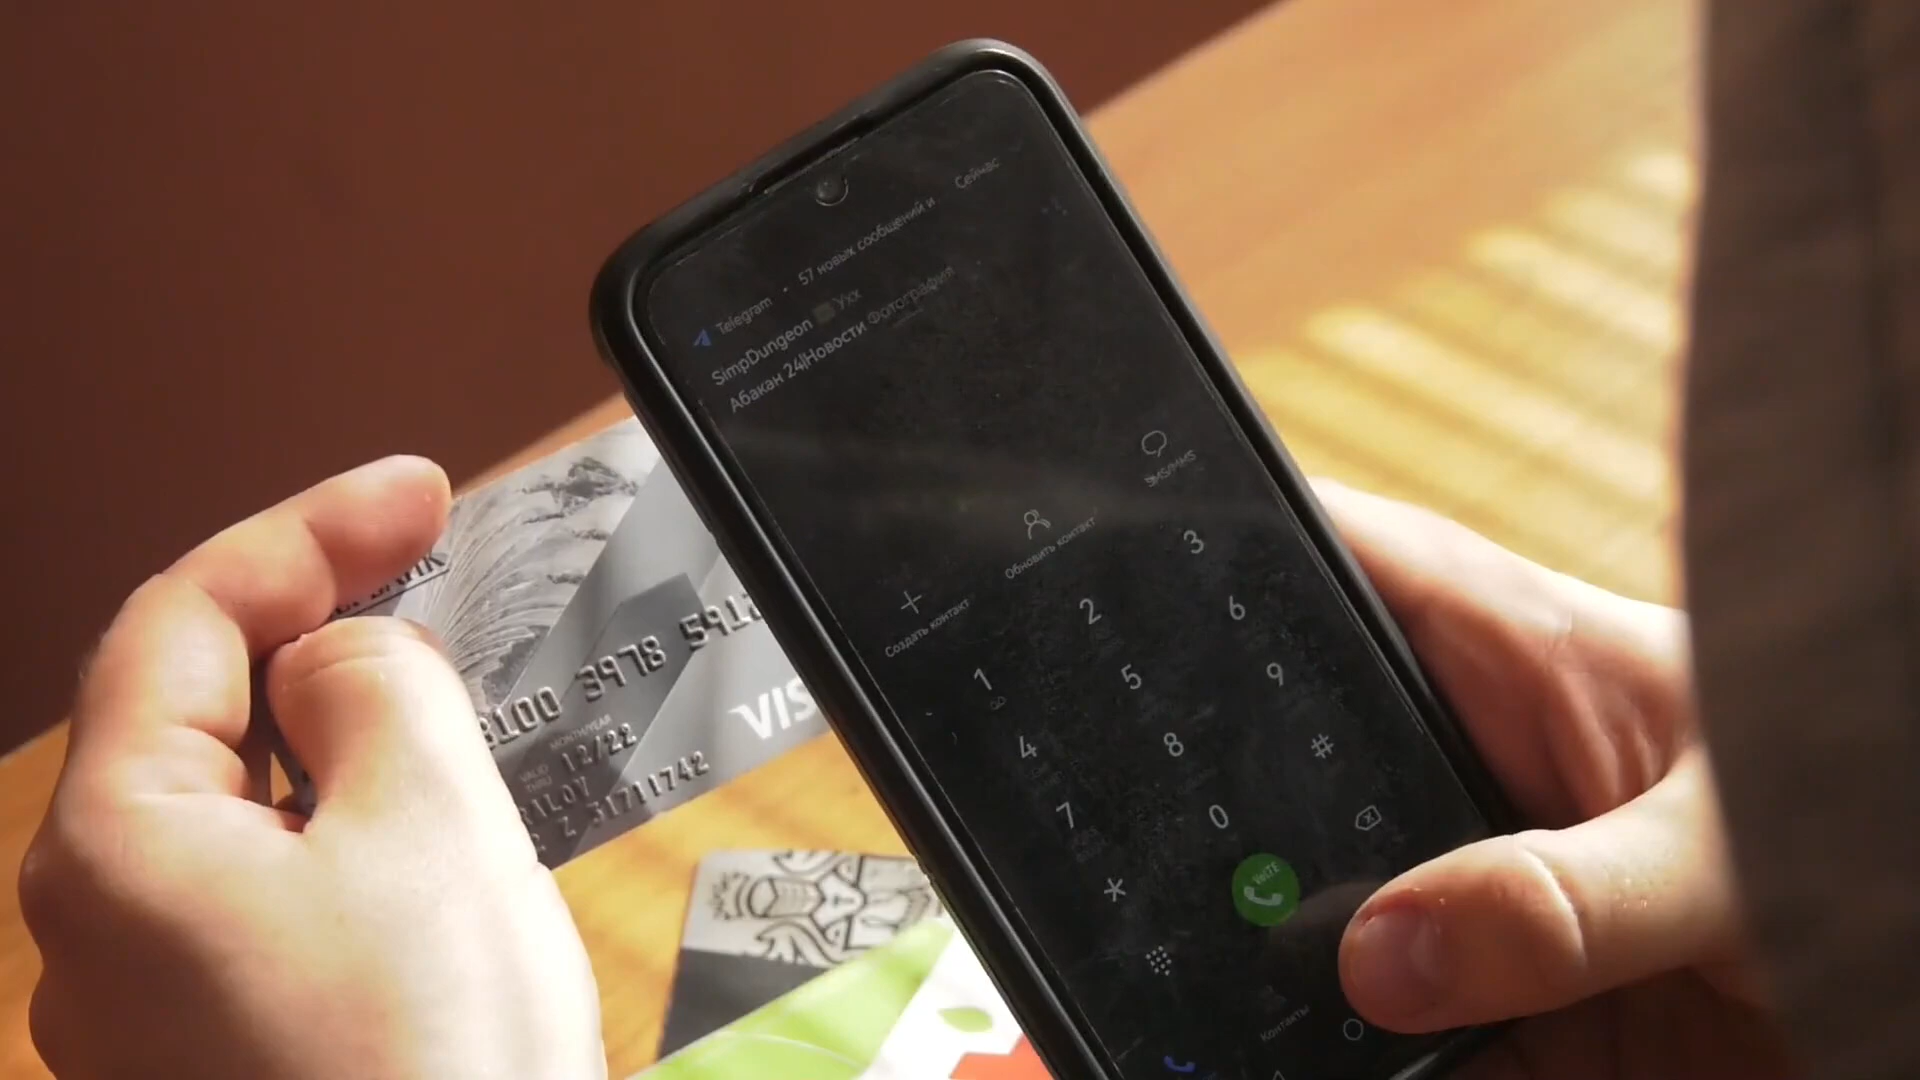 Сейчас
Telegram · 57 новых сообщений и
SimpDungeon Ухх
Абакан 24|Новости Фотография
SMS/MMS
Обновить контакт
Создать контакт
1 2 3
4 5 6
7 8 9
* 0 #
VoLTE
Контакты
3978
MONTH/YEAR
VALID THRU 12/22
Z 31711742